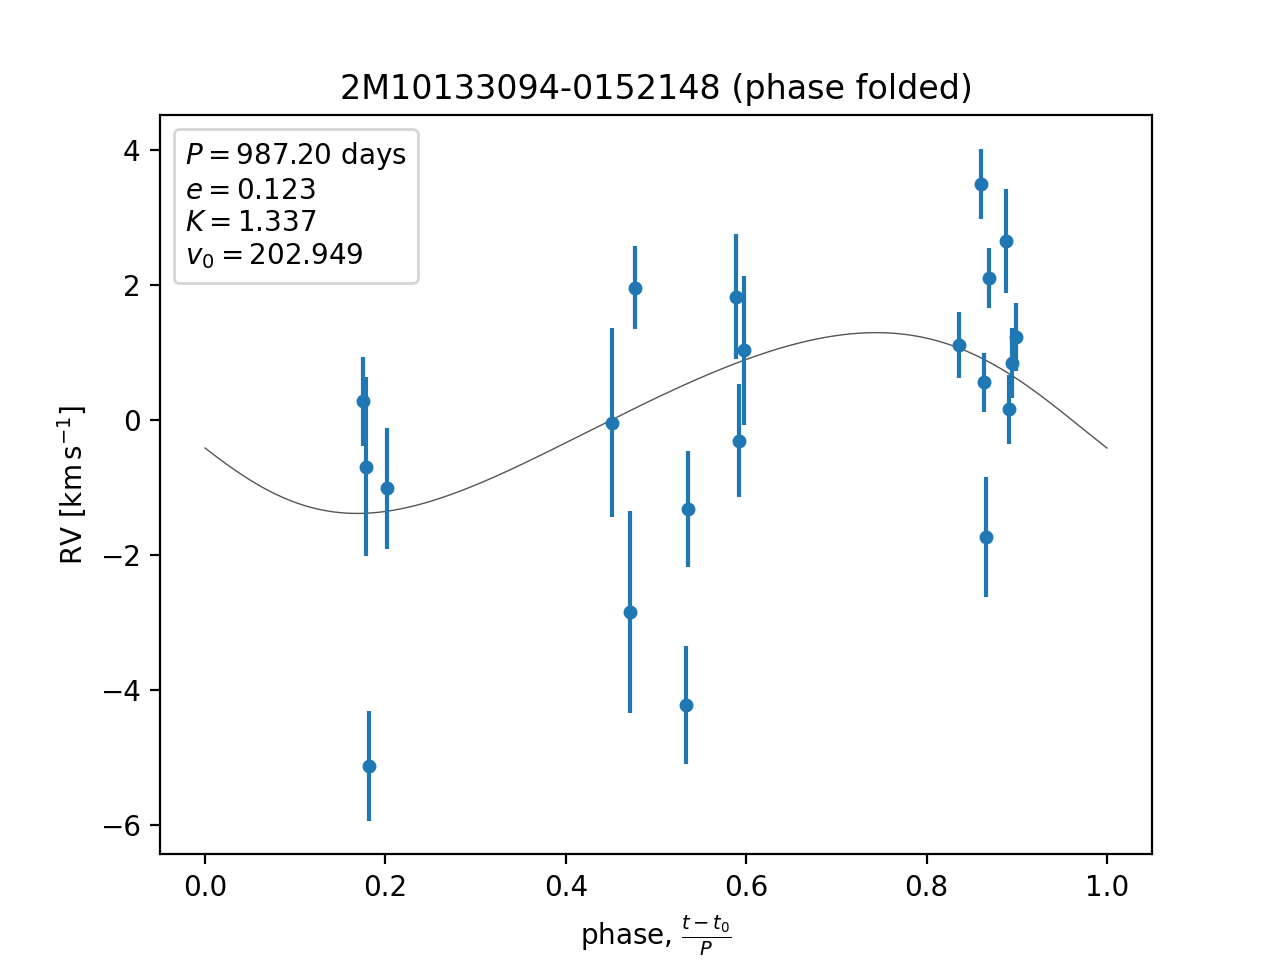 2M10133094-0152148 (phase folded)
P = 987.20 days
e = 0.123
K = 1.337
v₀ = 202.949
4
2
0
−2
−4
−6
RV [km s⁻¹]
0.0 0.2 0.4 0.6 0.8 1.0
phase, (t − t₀)/P